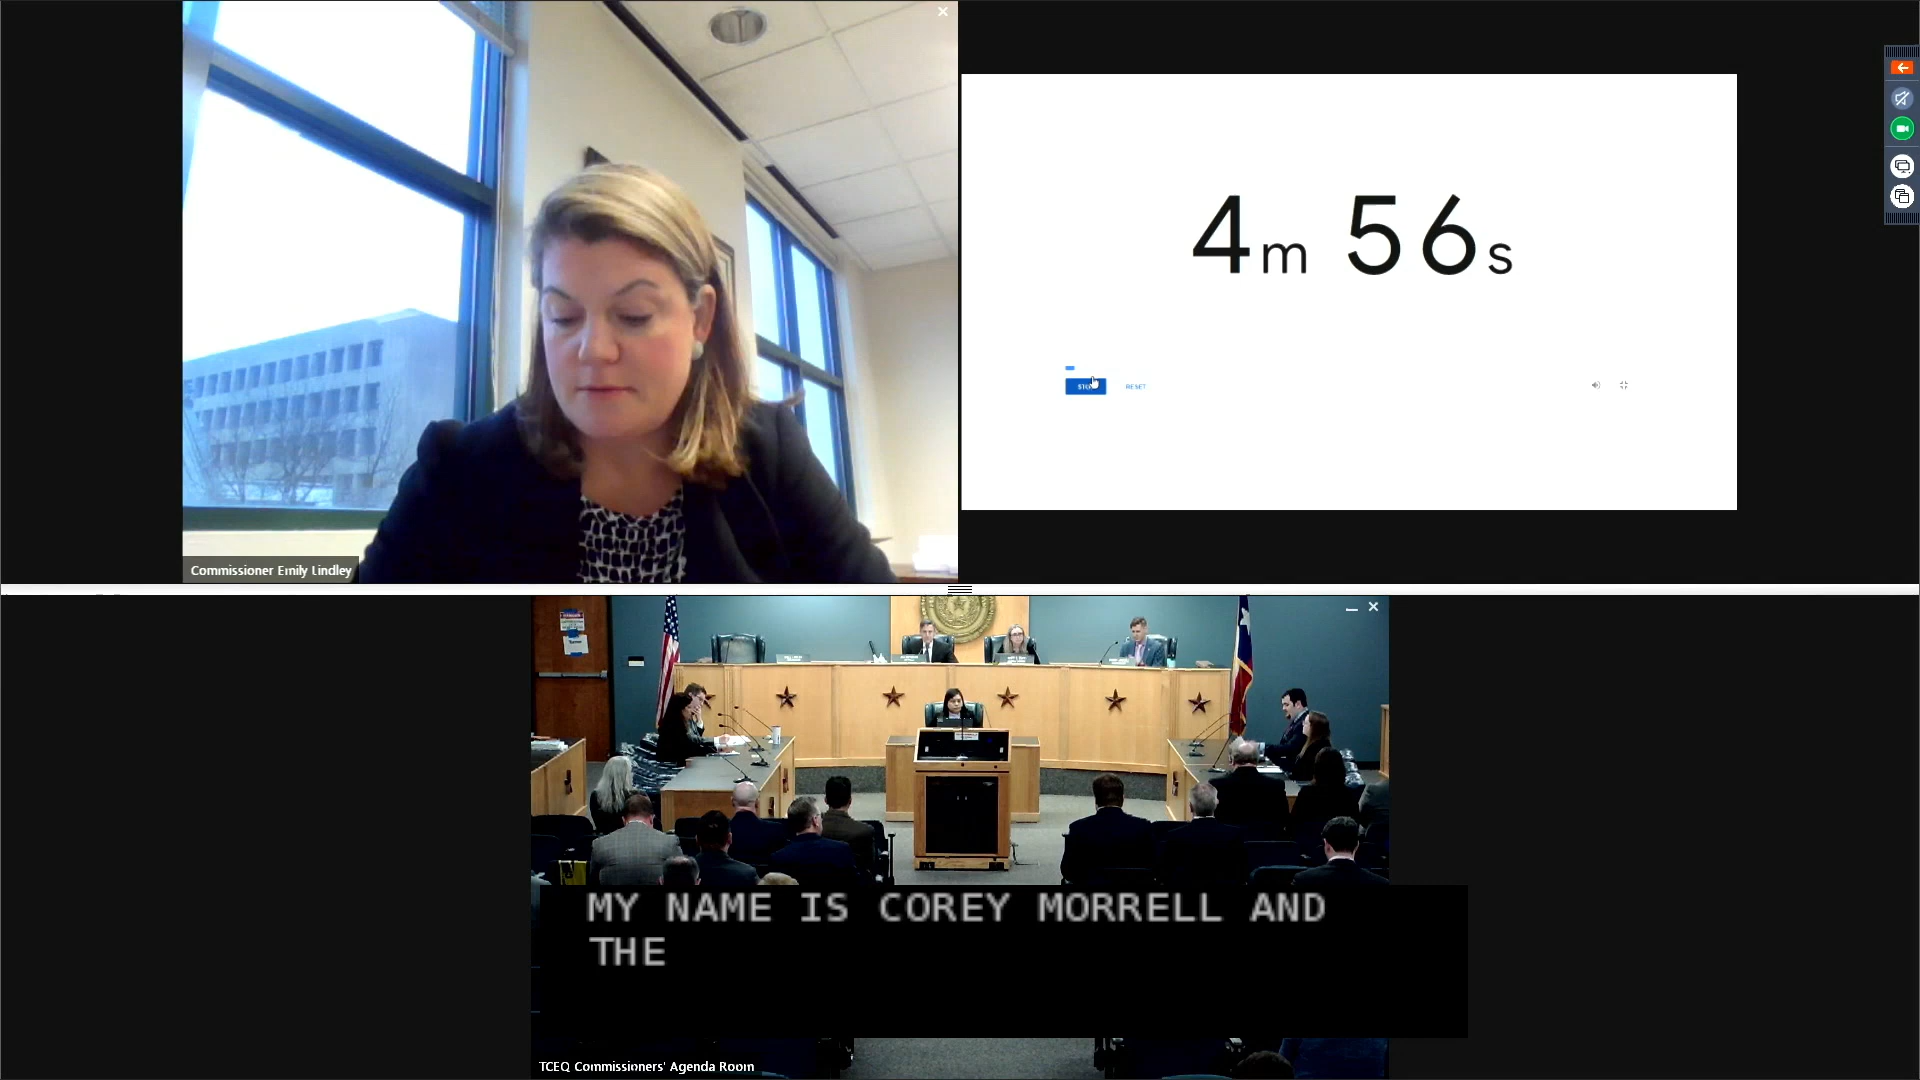 4m 56s
RESET
Commissioner Emily Lindley
MY NAME IS COREY MORRELL AND
THE
TCEQ Commissioners' Agenda Room